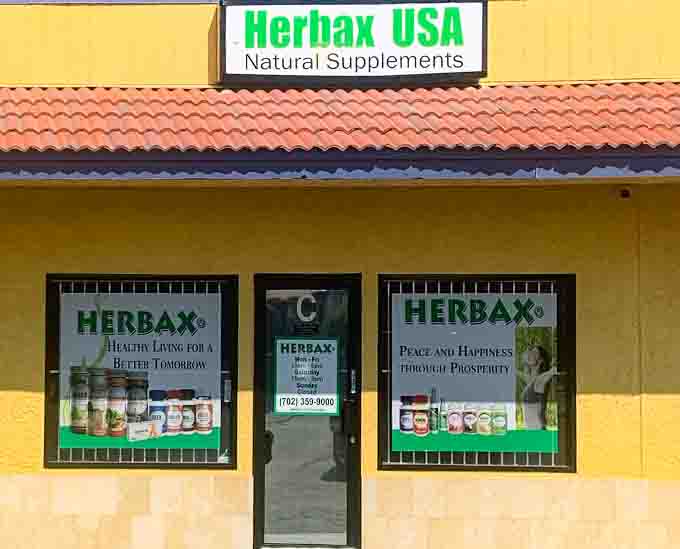 Herbax USA
Natural Supplements
HERBAX
HEALTHY LIVING FOR A
BETTER TOMORROW
C
HERBAX
Mon - Fri
Saturday
Sunday
Closed
(702) 359-9000
HERBAX
PEACE AND HAPPINESS
THROUGH PROSPERITY